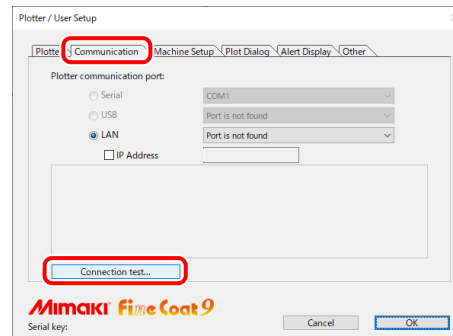 Plotter / User Setup
Plotte Communication Machine Setup Plot Dialog Alert Display Other
Plotter communication port:
Serial COM1
USB Port is not found
LAN Port is not found
IP Address
Connection test...
Mimaki Fine Coat 9
Serial key:
Cancel OK